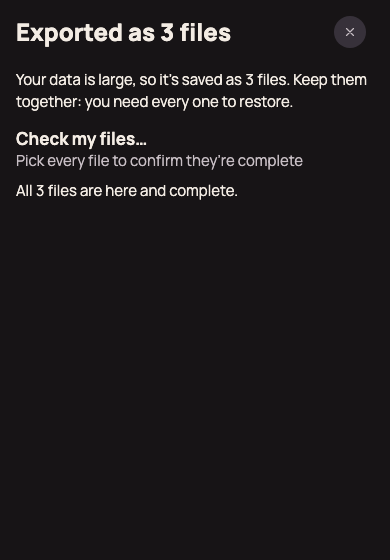 Exported as 3 files
Your data is large, so it's saved as 3 files. Keep them
together: you need every one to restore.
Check my files…
Pick every file to confirm they're complete
All 3 files are here and complete.